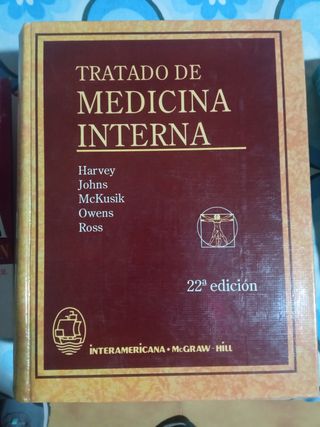 TRATADO DE
MEDICINA
INTERNA
Harvey
Johns
McKusik
Owens
Ross
22ª edición
INTERAMERICANA • McGRAW-HILL